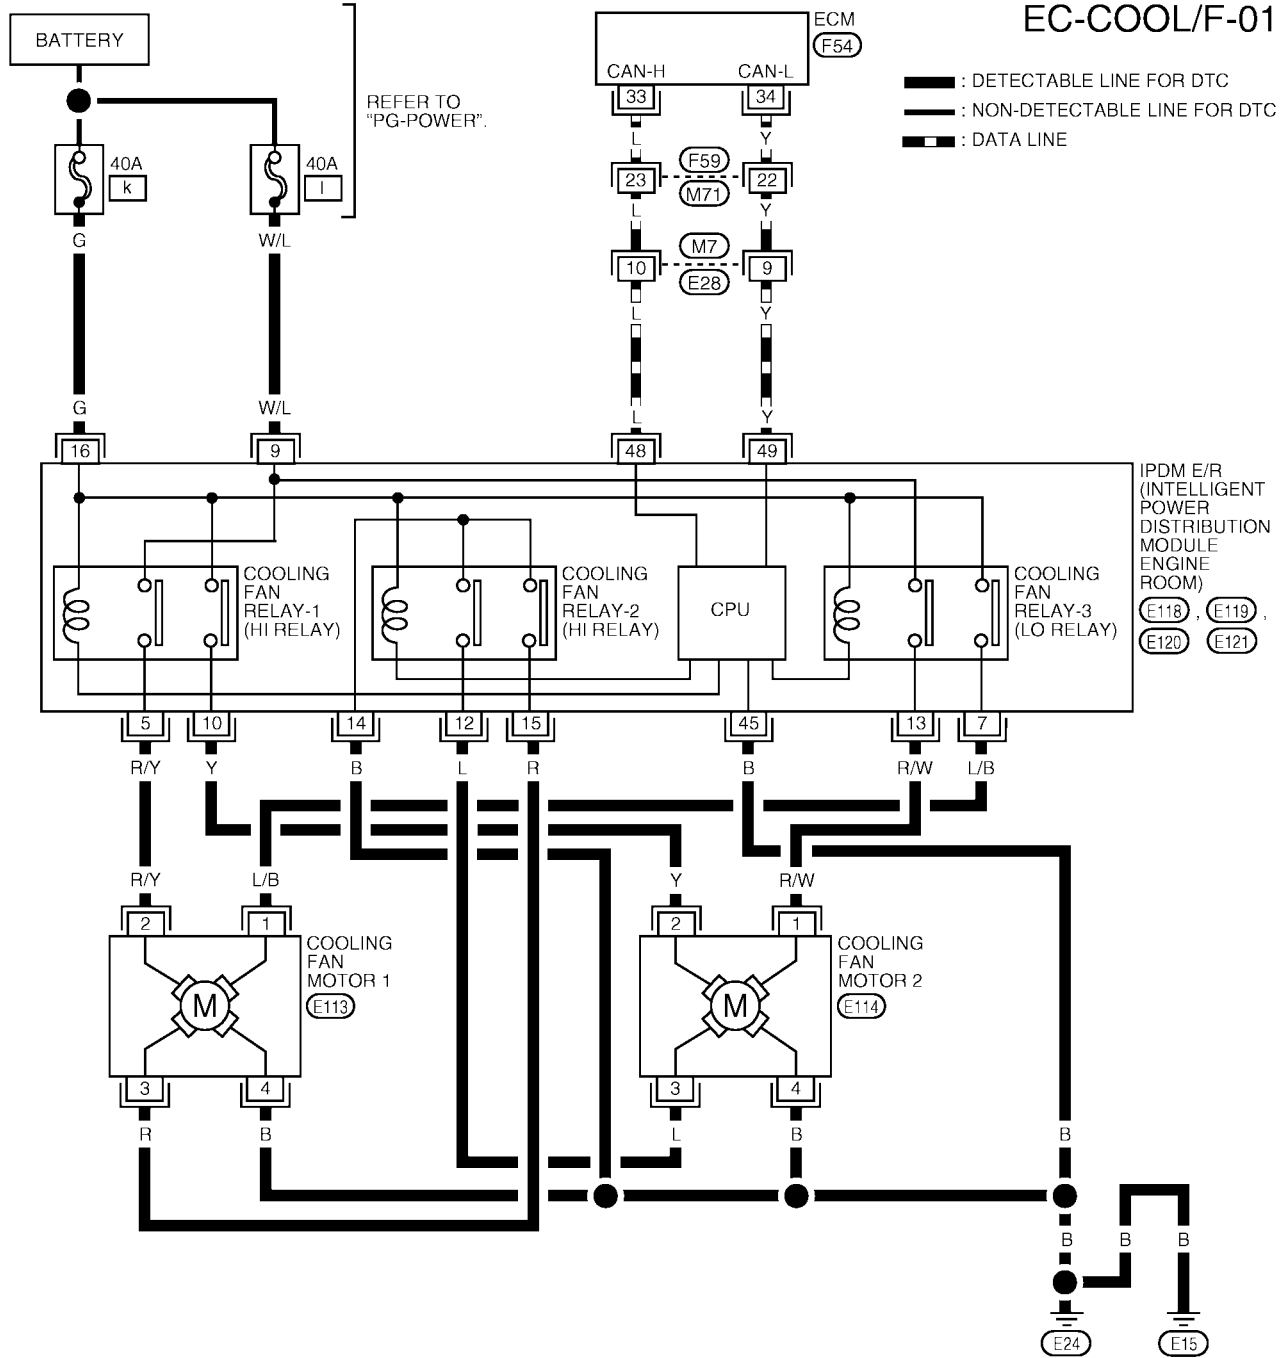 EC-COOL/F-01
BATTERY
REFER TO
“PG-POWER”.
40A
k
40A
l
G
W/L
G
W/L
ECM
F54
CAN-H
CAN-L
33
34
L
Y
23
F59
M71
22
L
Y
10
M7
E28
9
L
Y
L
Y
: DETECTABLE LINE FOR DTC
: NON-DETECTABLE LINE FOR DTC
: DATA LINE
16
9
48
49
IPDM E/R
(INTELLIGENT
POWER
DISTRIBUTION
MODULE
ENGINE
ROOM)
E118 , E119 ,
E120 E121
COOLING
FAN
RELAY-1
(HI RELAY)
COOLING
FAN
RELAY-2
(HI RELAY)
CPU
COOLING
FAN
RELAY-3
(LO RELAY)
5
10
14
12
15
45
13
7
R/Y
Y
B
L
R
B
R/W
L/B
R/Y
L/B
Y
R/W
2
1
2
1
COOLING
FAN
MOTOR 1
E113
M
COOLING
FAN
MOTOR 2
E114
M
3
4
3
4
R
B
L
B
B
B
B
B
E24
E15